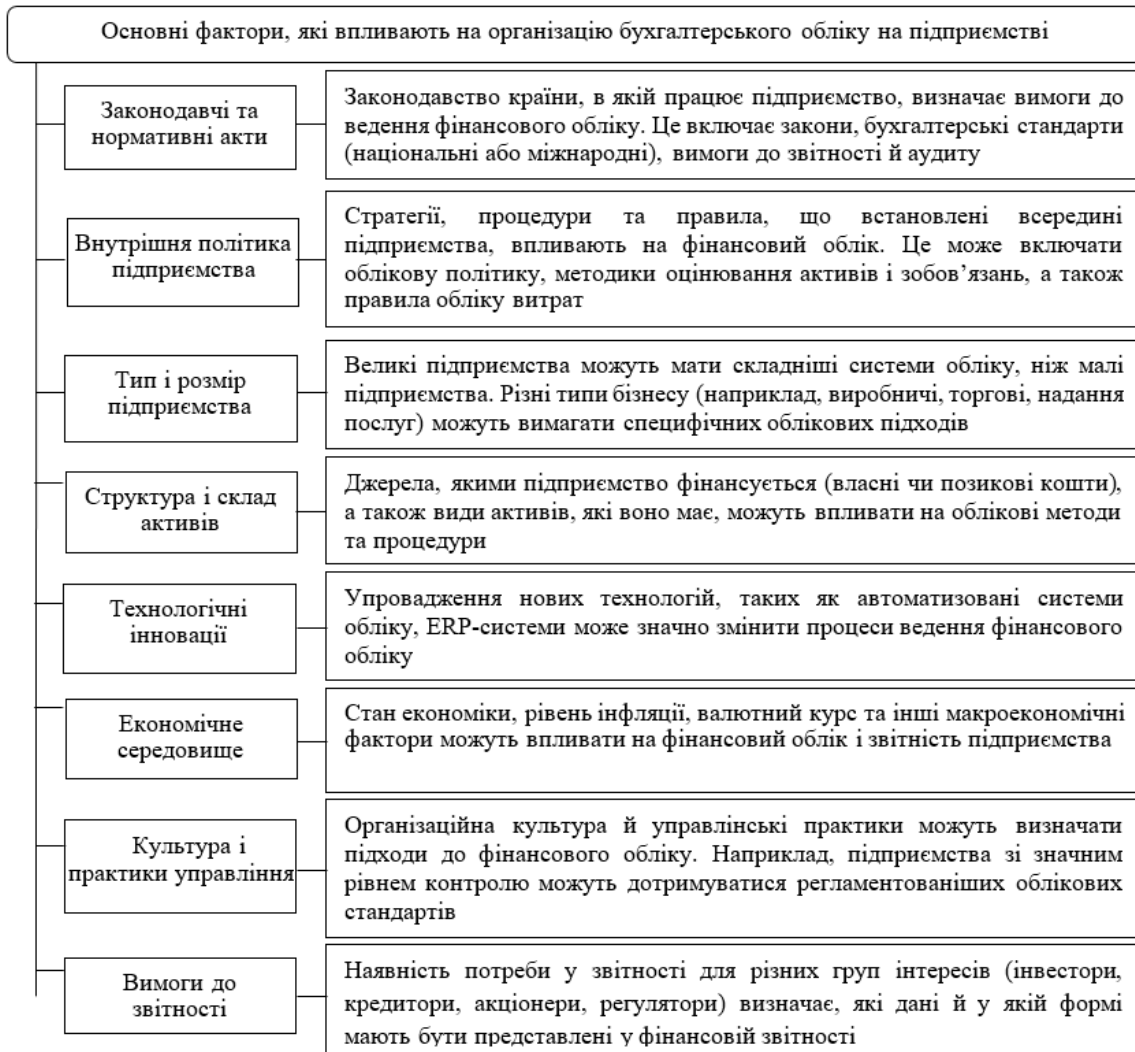 Основні фактори, які впливають на організацію бухгалтерського обліку на підприємстві
Законодавчі та
нормативні акти
Законодавство країни, в якій працює підприємство, визначає вимоги до
ведення фінансового обліку. Це включає закони, бухгалтерські стандарти
(національні або міжнародні), вимоги до звітності й аудиту
Внутрішня політика
підприємства
Стратегії, процедури та правила, що встановлені всередині
підприємства, впливають на фінансовий облік. Це може включати
облікову політику, методики оцінювання активів і зобов’язань, а також
правила обліку витрат
Тип і розмір
підприємства
Великі підприємства можуть мати складніші системи обліку, ніж малі
підприємства. Різні типи бізнесу (наприклад, виробничі, торгові, надання
послуг) можуть вимагати специфічних облікових підходів
Структура і склад
активів
Джерела, якими підприємство фінансується (власні чи позикові кошти),
а також види активів, які воно має, можуть впливати на облікові методи
та процедури
Технологічні
інновації
Упровадження нових технологій, таких як автоматизовані системи
обліку, ERP-системи може значно змінити процеси ведення фінансового
обліку
Економічне
середовище
Стан економіки, рівень інфляції, валютний курс та інші макроекономічні
фактори можуть впливати на фінансовий облік і звітність підприємства
Культура і
практики управління
Організаційна культура й управлінські практики можуть визначати
підходи до фінансового обліку. Наприклад, підприємства зі значним
рівнем контролю можуть дотримуватися регламентованіших облікових
стандартів
Вимоги до
звітності
Наявність потреби у звітності для різних груп інтересів (інвестори,
кредитори, акціонери, регулятори) визначає, які дані й у якій формі
мають бути представлені у фінансовій звітності